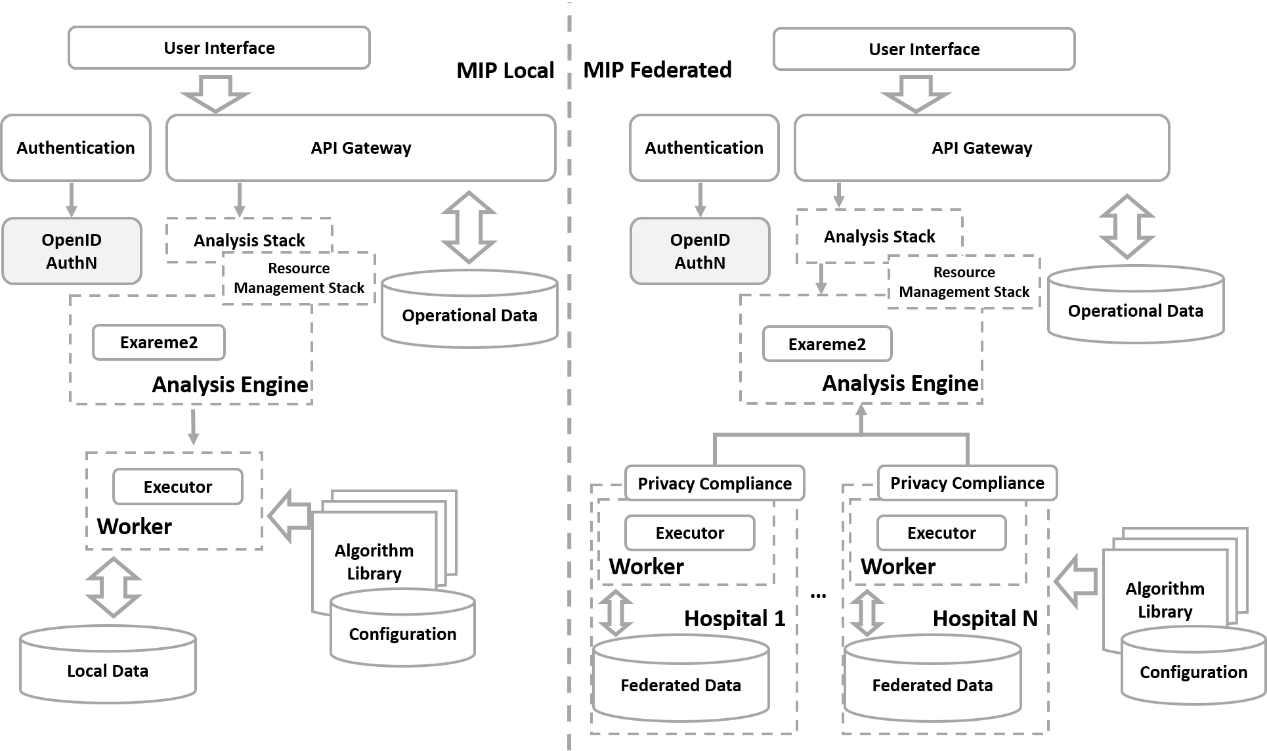 User Interface
MIP Local
Authentication
API Gateway
OpenID
AuthN
Analysis Stack
Resource
Management Stack
Operational Data
Exareme2
Analysis Engine
Executor
Worker
Algorithm
Library
Configuration
Local Data
MIP Federated
User Interface
Authentication
API Gateway
OpenID
AuthN
Analysis Stack
Resource
Management Stack
Operational Data
Exareme2
Analysis Engine
Privacy Compliance
Executor
Worker
Hospital 1
Federated Data
...
Privacy Compliance
Executor
Worker
Hospital N
Federated Data
Algorithm
Library
Configuration